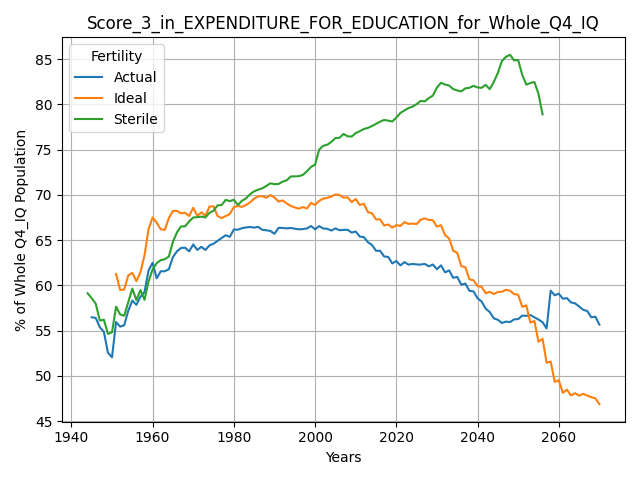 Score_3_in_EXPENDITURE_FOR_EDUCATION_for_Whole_Q4_IQ
Fertility
Actual
Ideal
Sterile
% of Whole Q4_IQ Population
85
80
75
70
65
60
55
50
45
1940
1960
1980
2000
2020
2040
2060
Years